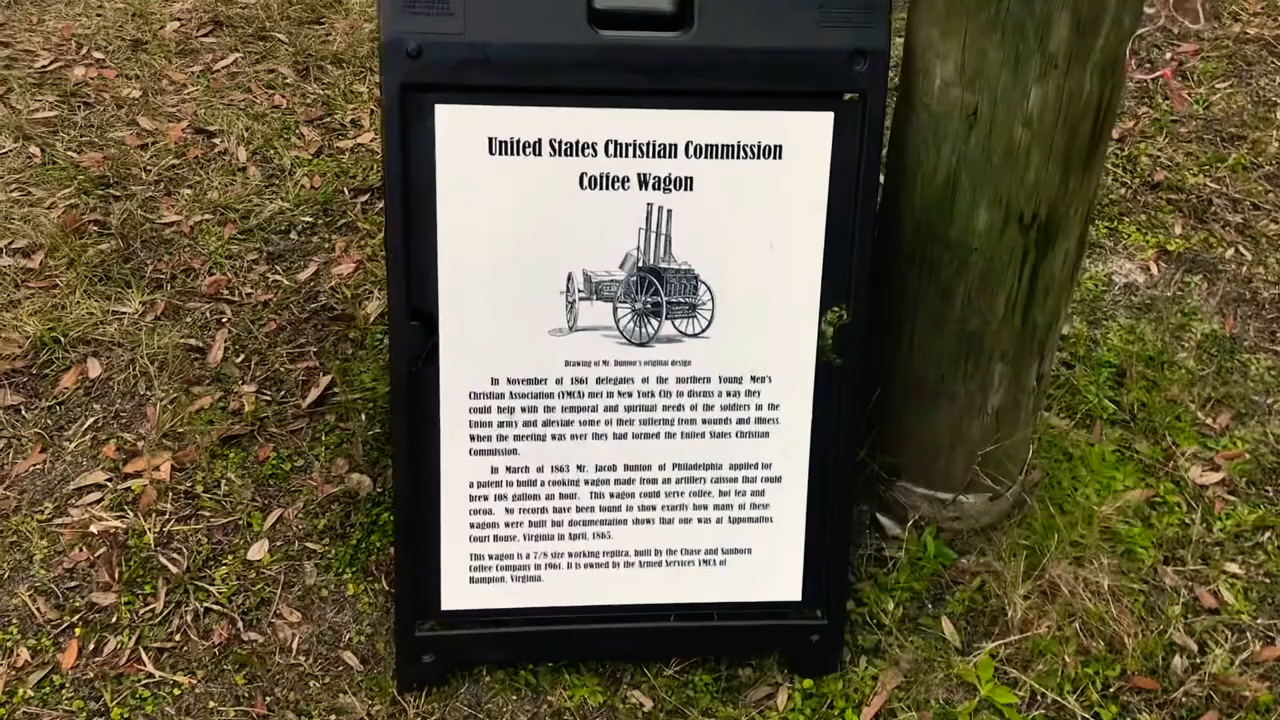 United States Christian Commission
Coffee Wagon
Drawing of Mr. Dunton's original design
In November of 1861 delegates of the northern Young Men's
Christian Association (YMCA) met in New York City to discuss a way they
could help with the temporal and spiritual needs of the soldiers in the
Union army and alleviate some of their suffering from wounds and illness.
When the meeting was over they had formed the United States Christian
Commission.
In March of 1863 Mr. Jacob Dunton of Philadelphia applied for
a patent to build a cooking wagon made from an artillery caisson that could
brew 108 gallons an hour. This wagon could serve coffee, hot tea and
cocoa. No records have been found to show exactly how many of these
wagons were built but documentation shows that one was at Appomattox
Court House, Virginia in April, 1865.
This wagon is a 7/8 size working replica, built by the Chase and Sanborn
Coffee Company in 1961. It is owned by the Armed Services YMCA of
Hampton, Virginia.